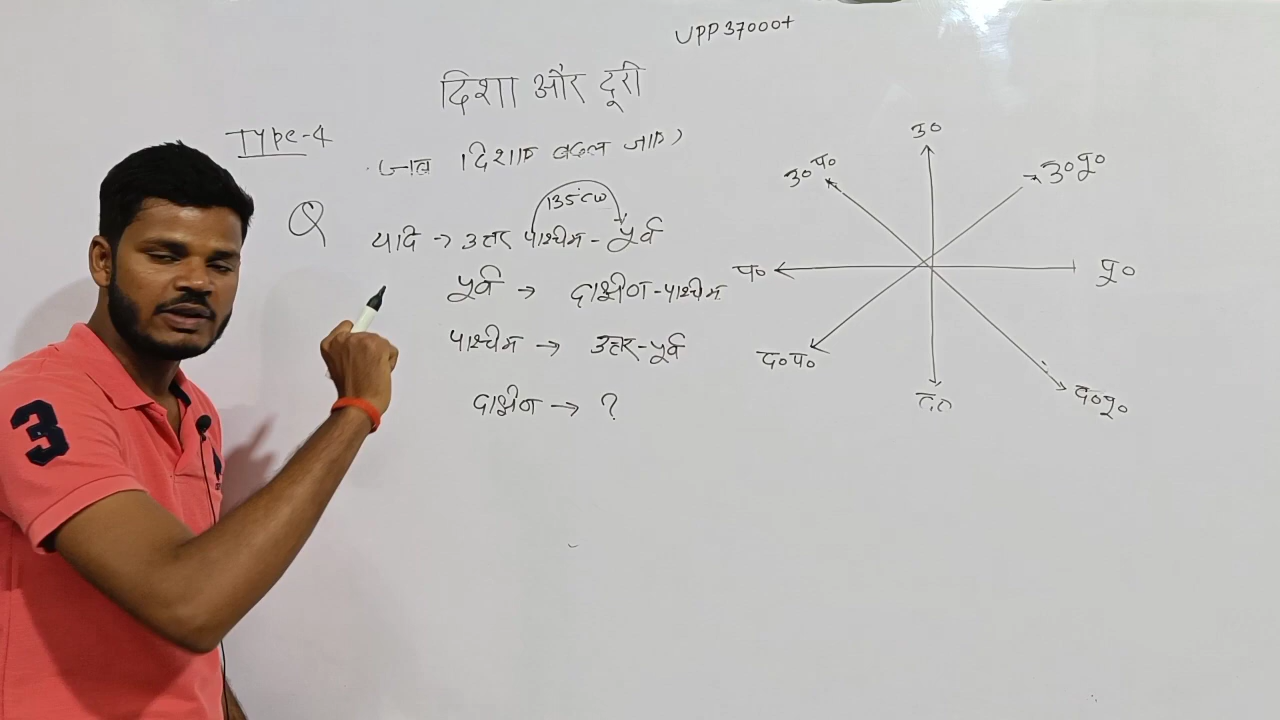 UPP 37000+
दिशा और दूरी
Type-4
जब दिशाए बदल जाए
135°cw
Q यदि → उत्तर पश्चिम - पूर्व
पूर्व → दक्षिण-पश्चिम
पश्चिम → उत्तर-पूर्व
दक्षिण → ?
उ०
उ०प०
उ०पू०
प०
पू०
द०प०
द०
द०पू०
3